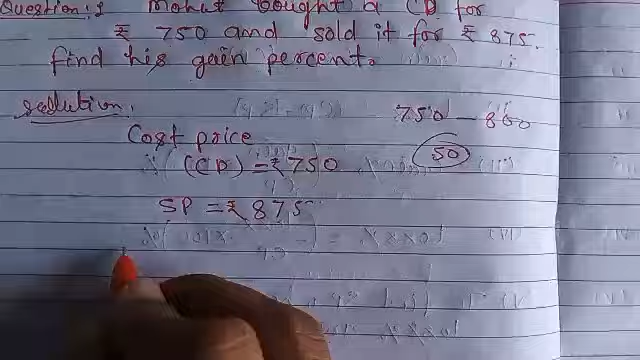 Question:
Mohit bought a CD for
₹ 750 and sold it for ₹ 875.
find his gain percent.
solution:
750 - 800
Cost price
50
(CD) = ₹750
SP = ₹875